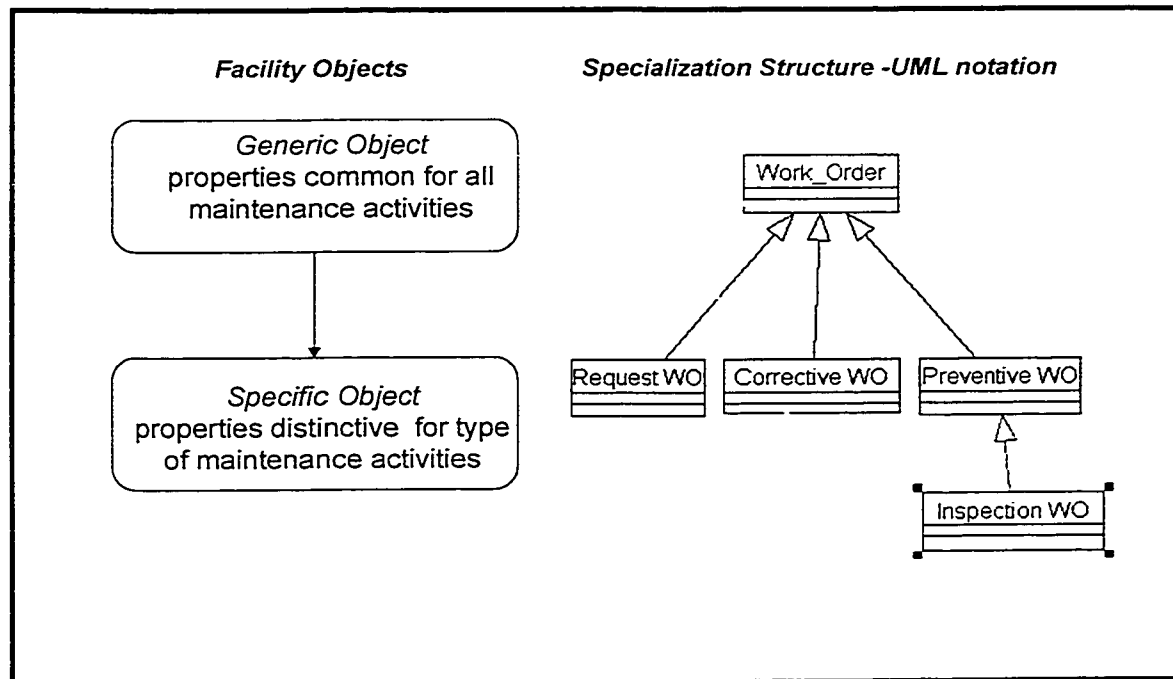 Facility Objects
Specialization Structure -UML notation
Generic Object
properties common for all
maintenance activities
Specific Object
properties distinctive for type
of maintenance activities
Work_Order
Request WO
Corrective WO
Preventive WO
Inspection WO